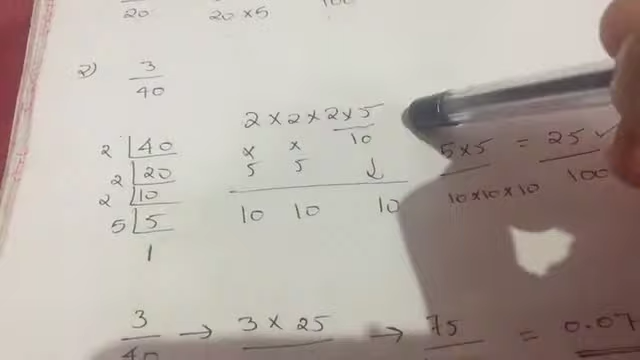 20 20×5 100
2) 3
40
2 40
2 20
2 10
5 5
1
2 × 2 × 2 × 5
10
× ×
5 5 ↓
10 10 10
5×5 = 25 ✓
10×10×10 100
3 → 3 × 25 → 75 = 0.07
40